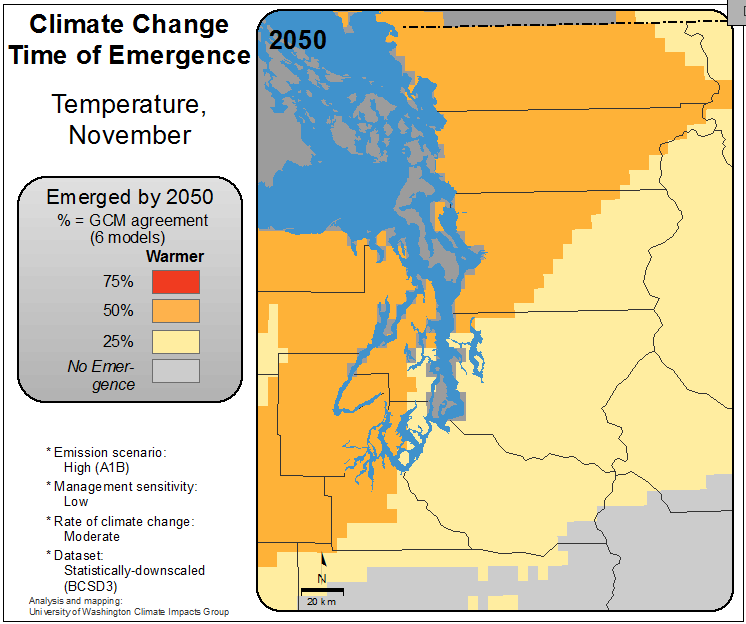 Climate Change
Time of Emergence
Temperature,
November
Emerged by 2050
% = GCM agreement
(6 models)
Warmer
75%
50%
25%
No Emer-
gence
* Emission scenario:
High (A1B)
* Management sensitivity:
Low
* Rate of climate change:
Moderate
* Dataset:
Statistically-downscaled
(BCSD3)
Analysis and mapping:
University of Washington Climate Impacts Group
2050
N
20 km